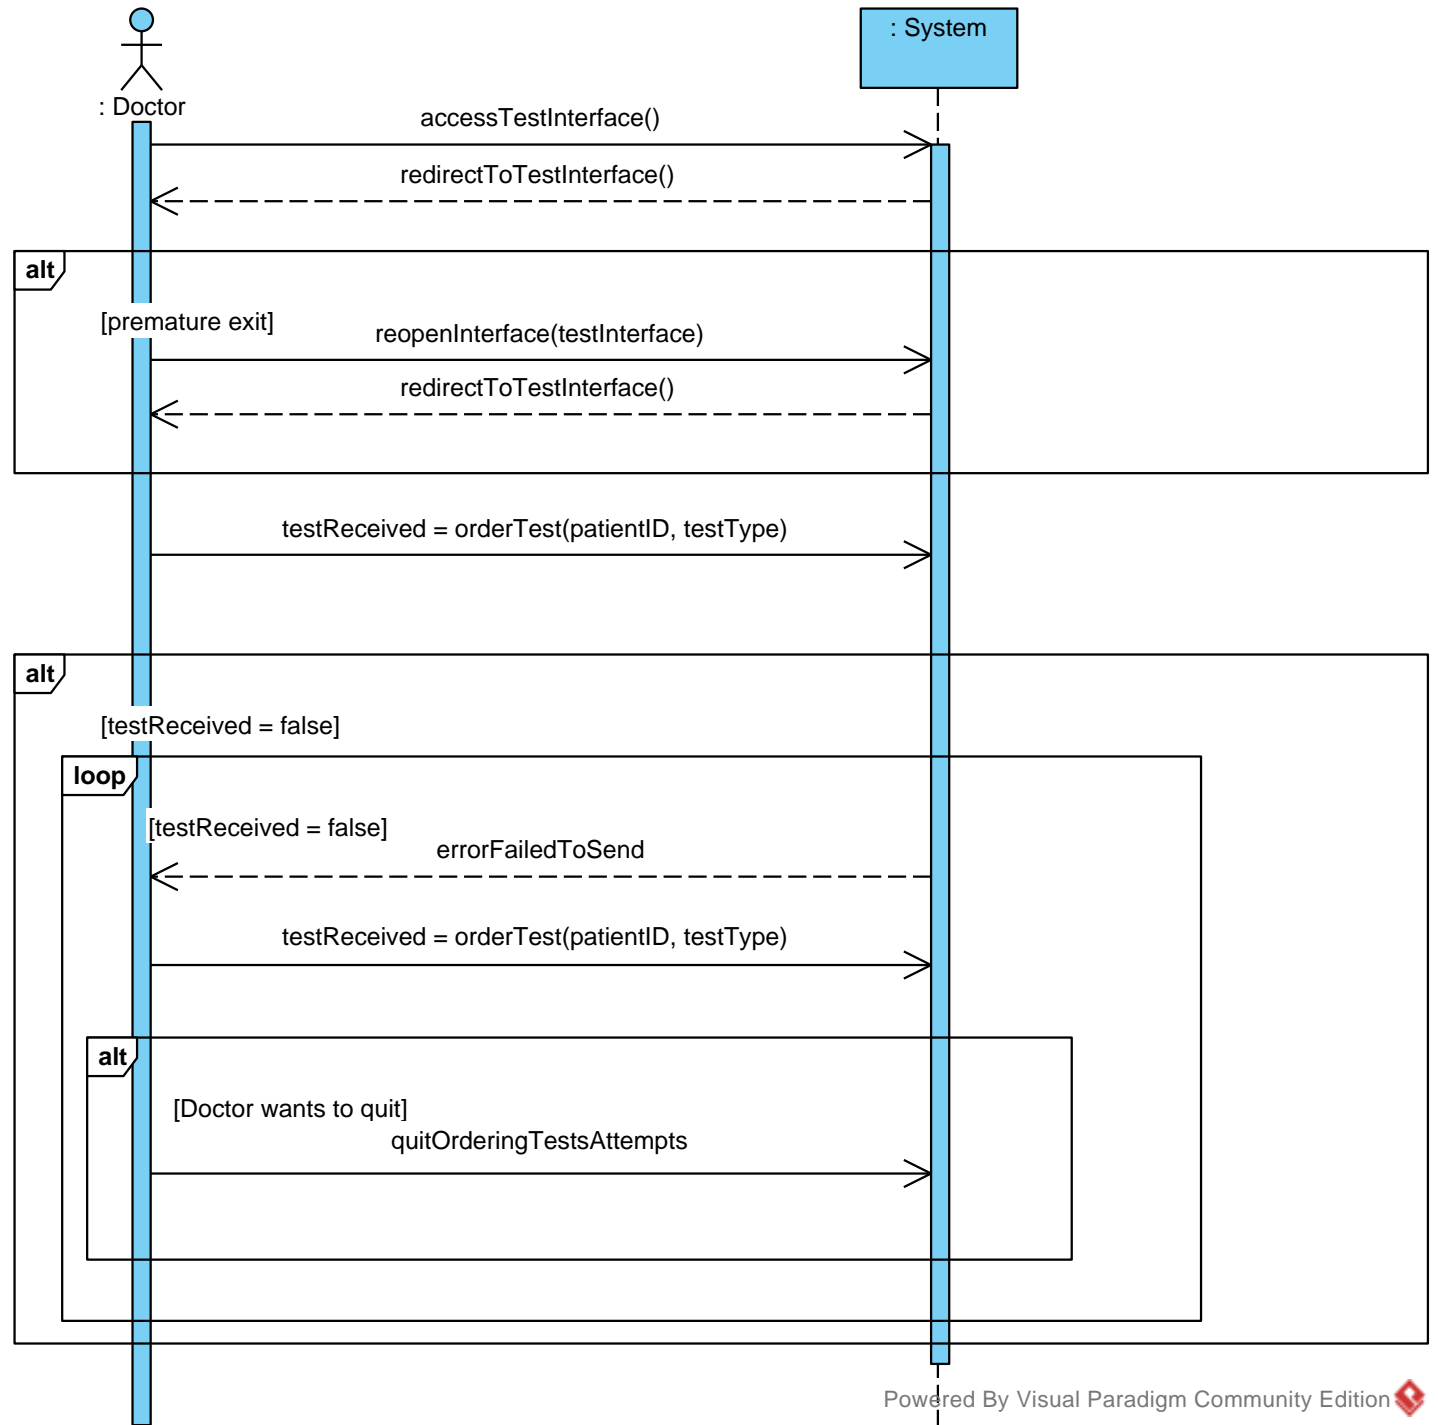 : Doctor
: System
accessTestInterface()
redirectToTestInterface()
alt
[premature exit]
reopenInterface(testInterface)
redirectToTestInterface()
testReceived = orderTest(patientID, testType)
alt
[testReceived = false]
loop
[testReceived = false]
errorFailedToSend
testReceived = orderTest(patientID, testType)
alt
[Doctor wants to quit]
quitOrderingTestsAttempts
Powered By Visual Paradigm Community Edition